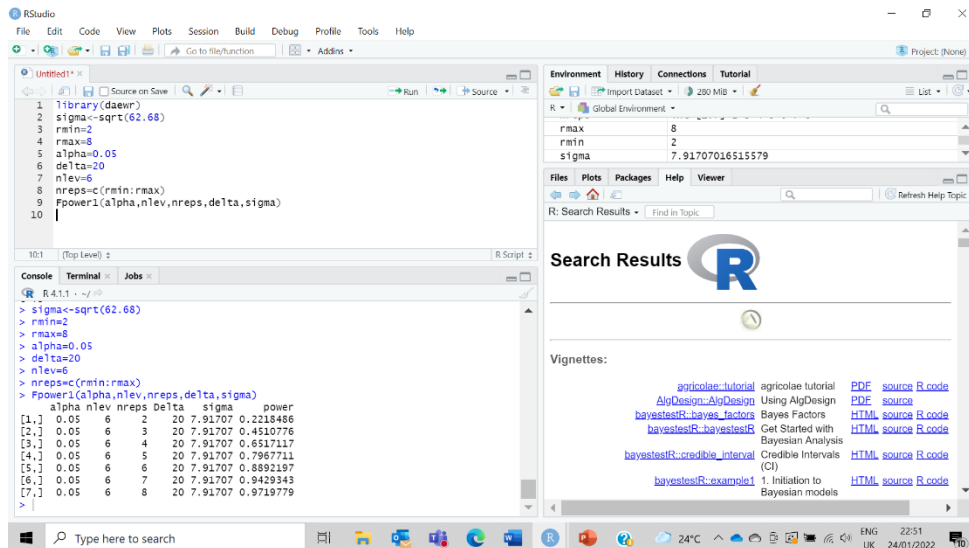 RStudio
File Edit Code View Plots Session Build Debug Profile Tools Help
Go to file/function Addins Project: (None)
Untitled1*
Source on Save Run Source
1 library(daewr)
2 sigma<-sqrt(62.68)
3 rmin=2
4 rmax=8
5 alpha=0.05
6 delta=20
7 nlev=6
8 nreps=c(rmin:rmax)
9 Fpower1(alpha,nlev,nreps,delta,sigma)
10
10:1 (Top Level) R Script
Console Terminal Jobs
R 4.1.1 · ~/
> sigma<-sqrt(62.68)
> rmin=2
> rmax=8
> alpha=0.05
> delta=20
> nlev=6
> nreps=c(rmin:rmax)
> Fpower1(alpha,nlev,nreps,delta,sigma)
alpha nlev nreps Delta sigma power
[1,] 0.05 6 2 20 7.91707 0.2218486
[2,] 0.05 6 3 20 7.91707 0.4510776
[3,] 0.05 6 4 20 7.91707 0.6517117
[4,] 0.05 6 5 20 7.91707 0.7967711
[5,] 0.05 6 6 20 7.91707 0.8892197
[6,] 0.05 6 7 20 7.91707 0.9429343
[7,] 0.05 6 8 20 7.91707 0.9719779
>
Environment History Connections Tutorial
Import Dataset 280 MiB List
R Global Environment
rmax 8
rmin 2
sigma 7.91707016515579
Files Plots Packages Help Viewer
Refresh Help Topic
R: Search Results Find in Topic
Search Results R
Vignettes:
agricolae::tutorial agricolae tutorial PDF source R code
AlgDesign::AlgDesign Using AlgDesign PDF source
bayestestR::bayes_factors Bayes Factors HTML source R code
bayestestR::bayestestR Get Started with Bayesian Analysis HTML source R code
bayestestR::credible_interval Credible Intervals (CI) HTML source R code
bayestestR::example1 1. Initiation to Bayesian models HTML source R code
Type here to search
24°C ENG UK 22:51 24/01/2022